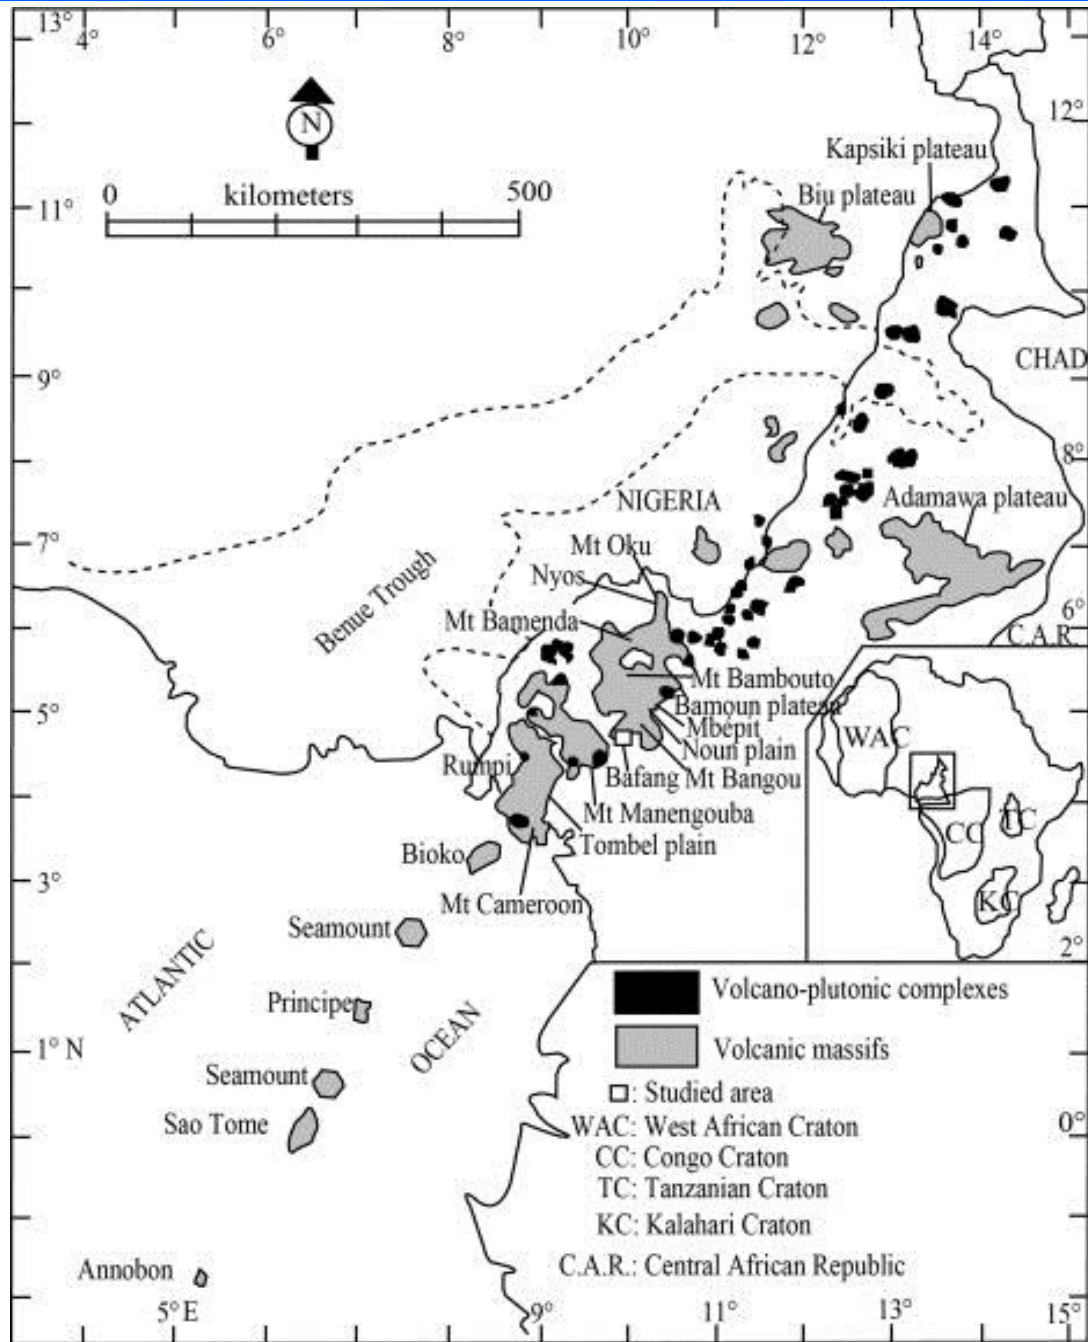 13°
4°
6°
8°
10°
12°
14°
N
0 kilometers 500
12°
Kapsiki plateau
Biu plateau
11°
CHAD
9°
8°
NIGERIA
Adamawa plateau
7°
Mt Oku
Nyos
Benue Trough
Mt Bamenda
6°
C.A.R.
Mt Bambouto
Bamoun plateau
5°
Mbepit
Noun plain
WAC
Rumpi
Bafang
Mt Bangou
Mt Manengouba
CC
TC
Tombel plain
Bioko
3°
KC
Mt Cameroon
Seamount
2°
ATLANTIC
OCEAN
Principe
Volcano-plutonic complexes
1° N
Volcanic massifs
Seamount
: Studied area
Sao Tome
WAC: West African Craton
0°
CC: Congo Craton
TC: Tanzanian Craton
KC: Kalahari Craton
Annobon
C.A.R.: Central African Republic
5° E
9°
11°
13°
15°